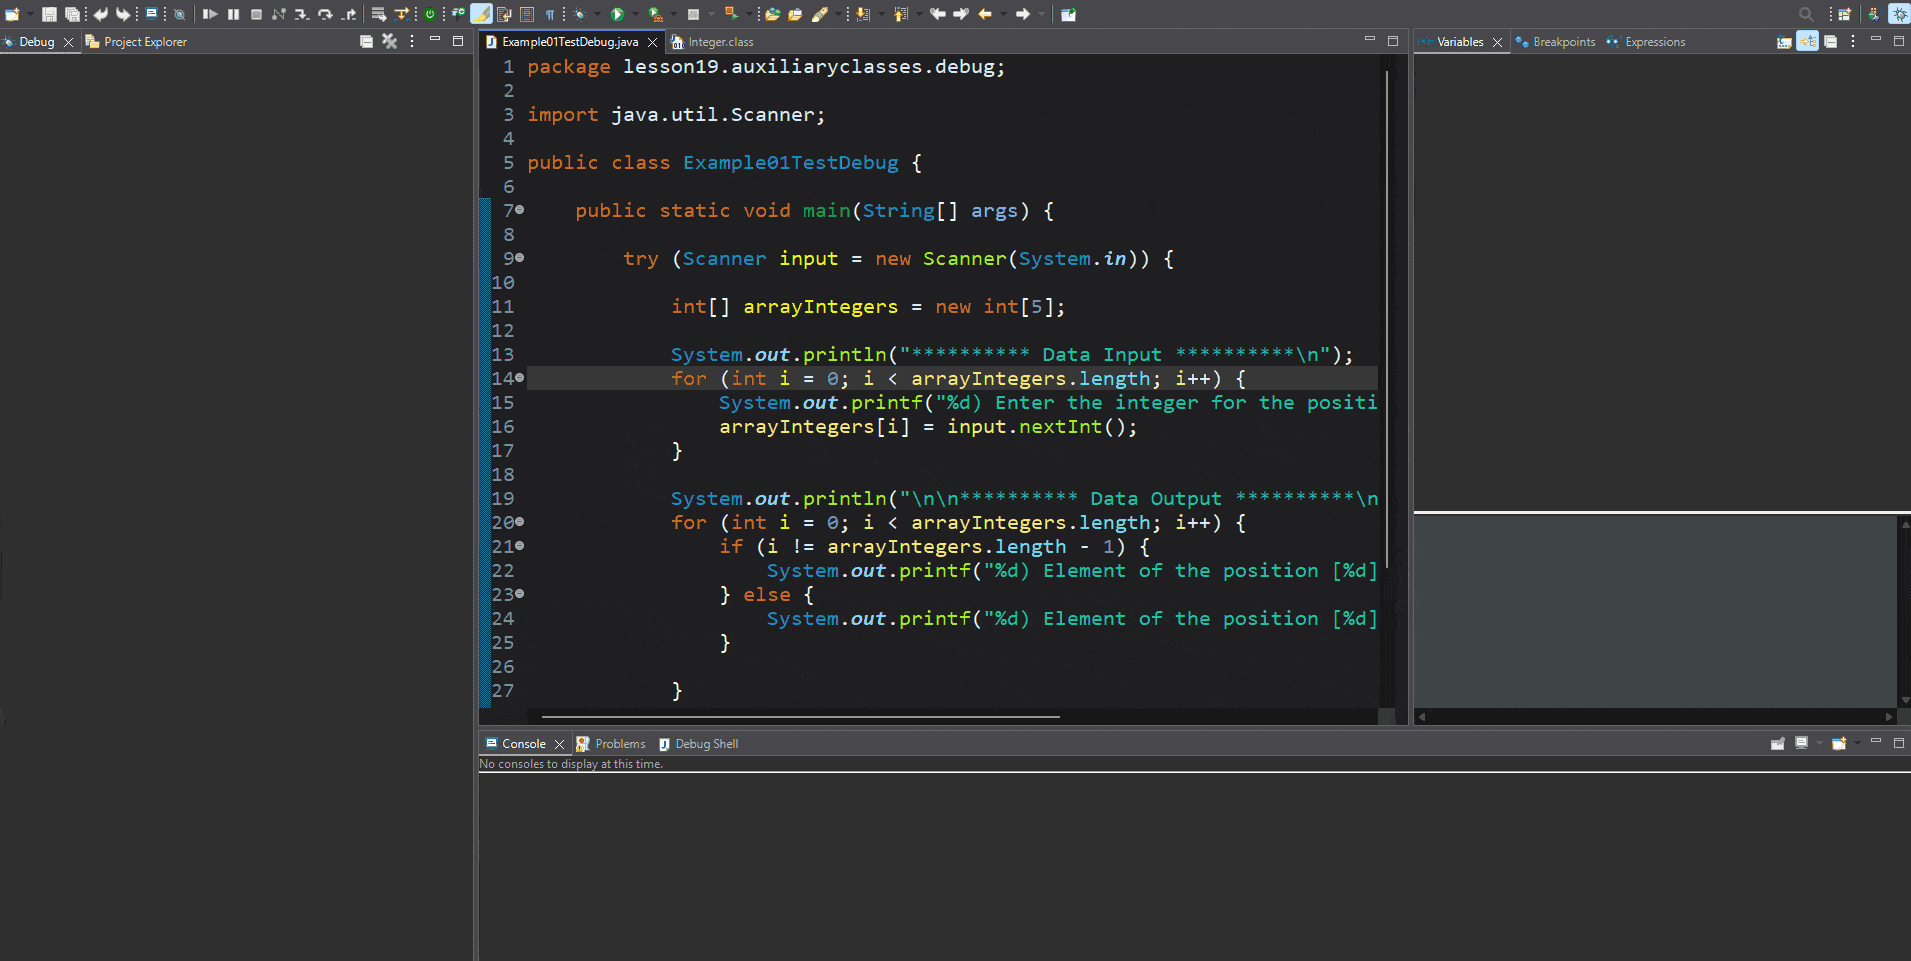 Debug
Project Explorer
Example01TestDebug.java
Integer.class
Variables
Breakpoints
Expressions
1 package lesson19.auxiliaryclasses.debug;
2
3 import java.util.Scanner;
4
5 public class Example01TestDebug {
6
7 public static void main(String[] args) {
8
9 try (Scanner input = new Scanner(System.in)) {
10
11 int[] arrayIntegers = new int[5];
12
13 System.out.println("********** Data Input **********\n");
14 for (int i = 0; i < arrayIntegers.length; i++) {
15 System.out.printf("%d) Enter the integer for the positi
16 arrayIntegers[i] = input.nextInt();
17 }
18
19 System.out.println("\n\n********** Data Output **********\n
20 for (int i = 0; i < arrayIntegers.length; i++) {
21 if (i != arrayIntegers.length - 1) {
22 System.out.printf("%d) Element of the position [%d]
23 } else {
24 System.out.printf("%d) Element of the position [%d]
25 }
26
27 }
Console
Problems
Debug Shell
No consoles to display at this time.